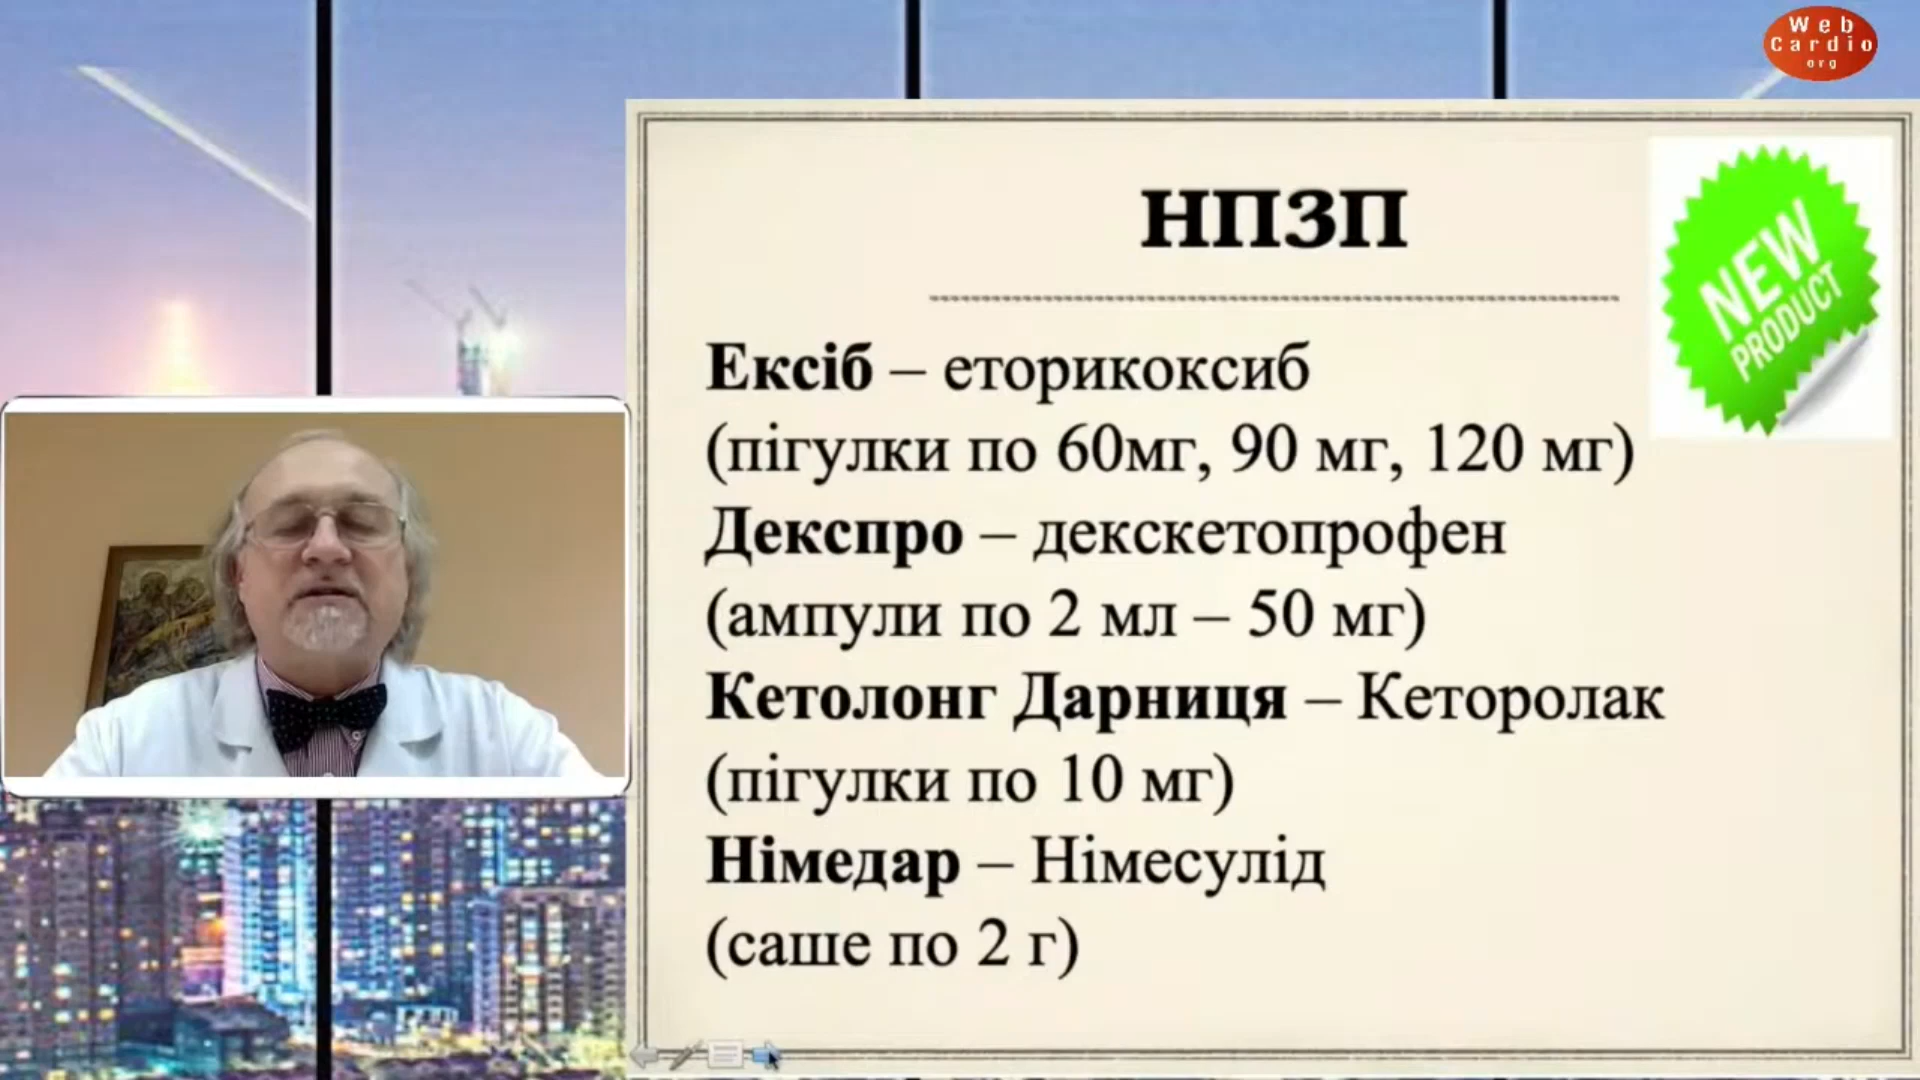 Web
Cardio
org
НПЗП
NEW
PRODUCT
Ексіб – еторикоксиб
(пігулки по 60мг, 90 мг, 120 мг)
Декспро – декскетопрофен
(ампули по 2 мл – 50 мг)
Кетолонг Дарниця – Кеторолак
(пігулки по 10 мг)
Німедар – Німесулід
(саше по 2 г)